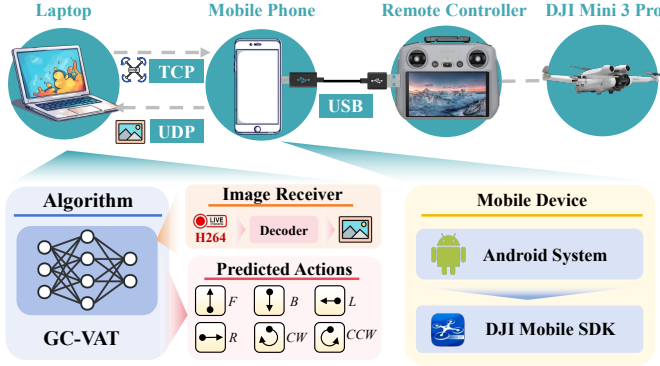 Laptop
Mobile Phone
Remote Controller
DJI Mini 3 Pro
TCP
UDP
USB
Algorithm
GC-VAT
Image Receiver
LIVE
H264
Decoder
Predicted Actions
F
B
L
R
CW
CCW
Mobile Device
Android System
DJI Mobile SDK